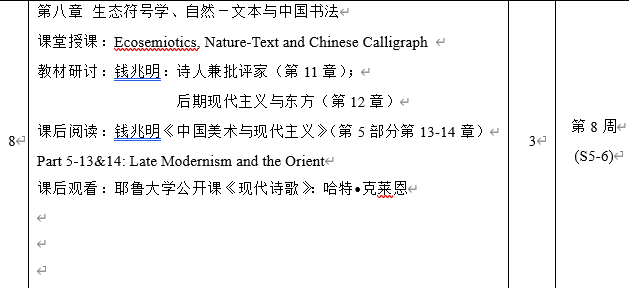 第八章 生态符号学、自然－文本与中国书法
课堂授课：Ecosemiotics, Nature-Text and Chinese Calligraph
教材研讨：钱兆明：诗人兼批评家（第 11 章）；
后期现代主义与东方（第 12 章）
课后阅读：钱兆明《中国美术与现代主义》（第 5 部分第 13-14 章）
8
3
第 8 周
(S5-6)
Part 5-13&14: Late Modernism and the Orient
课后观看：耶鲁大学公开课《现代诗歌》：哈特•克莱恩